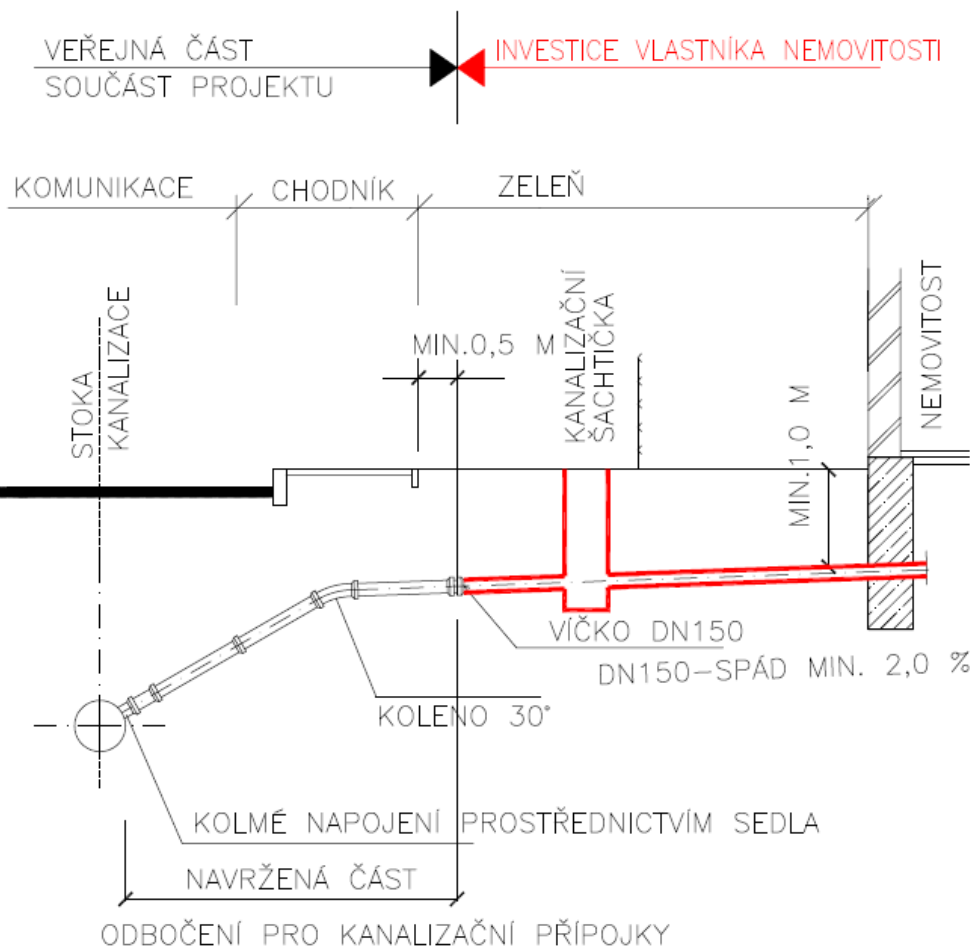 VEŘEJNÁ ČÁST
SOUČÁST PROJEKTU
INVESTICE VLASTNÍKA NEMOVITOSTI
KOMUNIKACE
CHODNÍK
ZELEŇ
STOKA
KANALIZACE
MIN.0,5 M
KANALIZAČNÍ
ŠACHTIČKA
MIN.1,0 M
NEMOVITOST
VÍČKO DN150
DN150-SPÁD MIN. 2,0 %
KOLENO 30°
KOLMÉ NAPOJENÍ PROSTŘEDNICTVÍM SEDLA
NAVRŽENÁ ČÁST
ODBOČENÍ PRO KANALIZAČNÍ PŘÍPOJKY